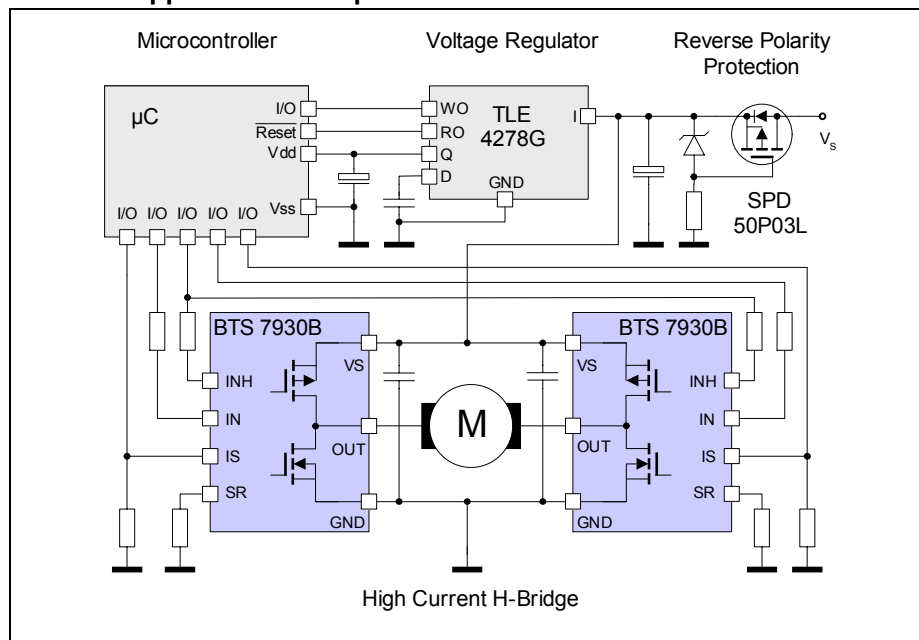 Microcontroller
Voltage Regulator
Reverse Polarity
Protection
µC
I/O
Reset
Vdd
Vss
I/O I/O I/O I/O I/O
WO
RO
Q
D
TLE
4278G
I
GND
V_S
SPD
50P03L
BTS 7930B
VS
INH
IN
IS
SR
OUT
GND
M
BTS 7930B
VS
INH
IN
IS
SR
OUT
GND
High Current H-Bridge